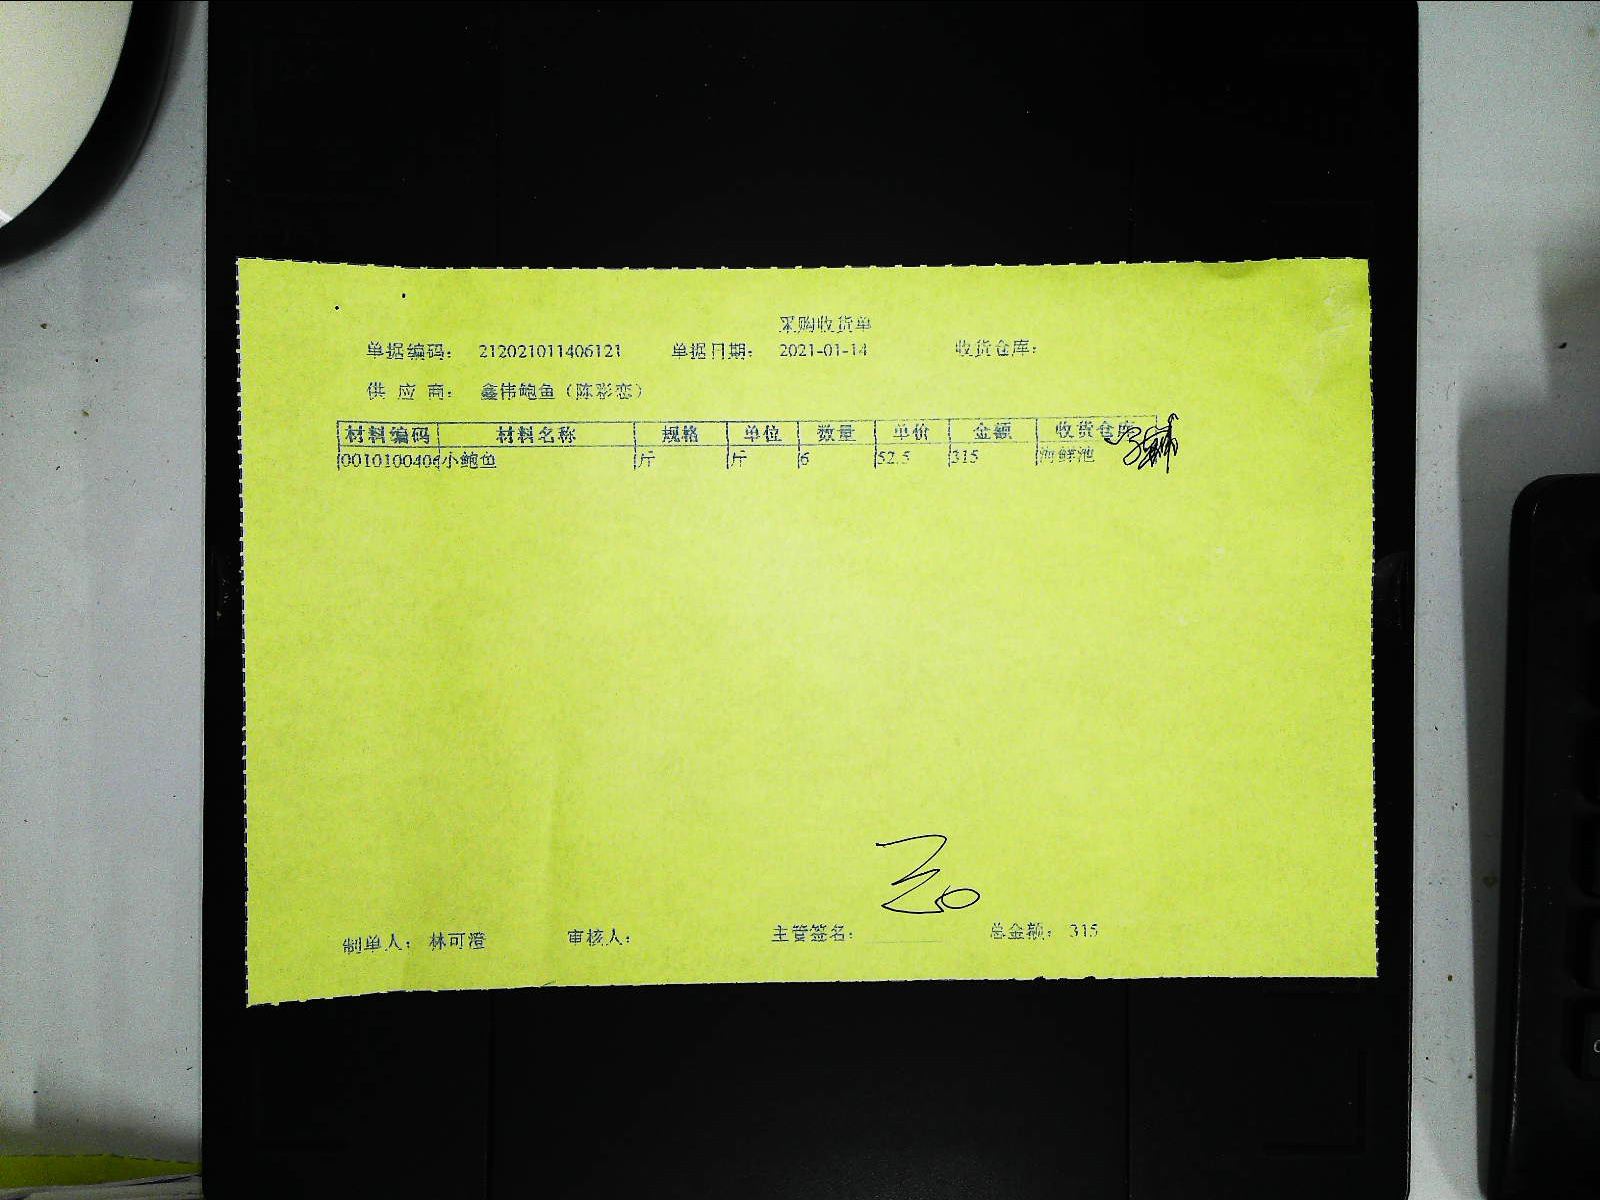 采购收货单
单据编码： 212021011406121 单据日期： 2021-01-14 收货仓库：
供 应 商： 鑫伟鲍鱼（陈彩恋）
材料编码 材料名称 规格 单位 数量 单价 金额 收货仓库
0010100406 小鲍鱼 斤 斤 6 52.5 315 海鲜池
制单人： 林可澄 审核人： 主管签名： 总金额： 315